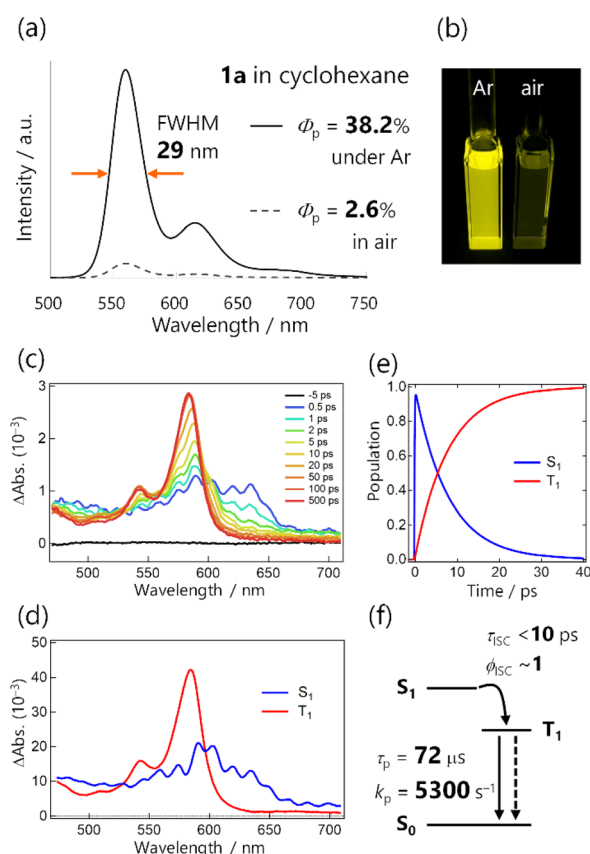 (a)
1a in cyclohexane
FWHM
29 nm
Φp = 38.2%
under Ar
Φp = 2.6%
in air
Intensity / a.u.
500 550 600 650 700 750
Wavelength / nm
(b)
Ar air
(c)
3
2
1
0
ΔAbs. (10⁻³)
-5 ps
0.5 ps
1 ps
2 ps
5 ps
10 ps
20 ps
50 ps
100 ps
500 ps
500 550 600 650 700
Wavelength / nm
(e)
1.0
0.8
0.6
0.4
0.2
0.0
Population
S₁
T₁
0 10 20 30 40
Time / ps
(d)
50
40
30
20
10
0
ΔAbs. (10⁻³)
S₁
T₁
500 550 600 650 700
Wavelength / nm
(f)
τISC <10 ps
ϕISC ~1
S₁
T₁
τp = 72 μs
kp = 5300 s⁻¹
S₀